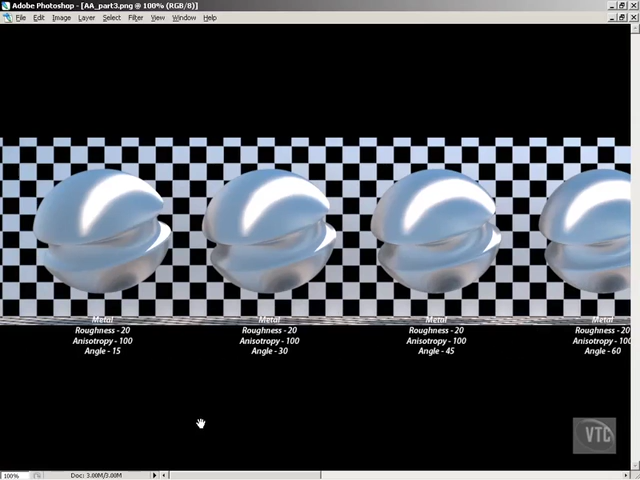 Adobe Photoshop - [AA_part3.png @ 100% (RGB/8)]
File Edit Image Layer Select Filter View Window Help
Metal Metal Metal Metal
Roughness - 20 Roughness - 20 Roughness - 20 Roughness - 20
Anisotropy - 100 Anisotropy - 100 Anisotropy - 100 Anisotropy - 100
Angle - 15 Angle - 30 Angle - 45 Angle - 60
VTC
100% Doc: 3.00M/3.00M